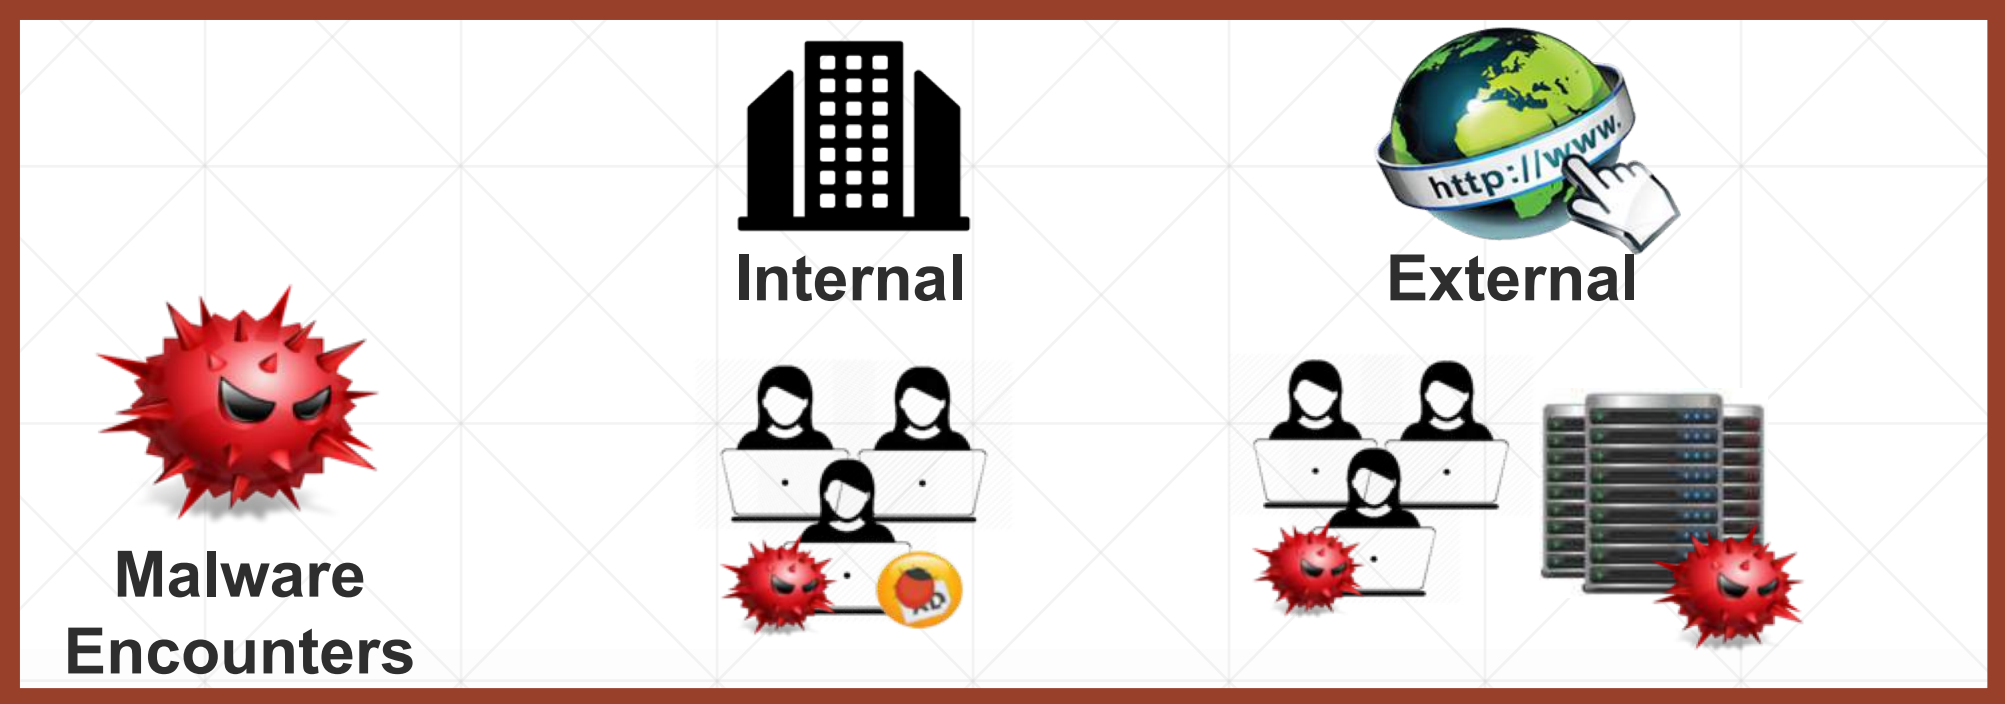 http://www.
Internal
External
Malware
Encounters
AD